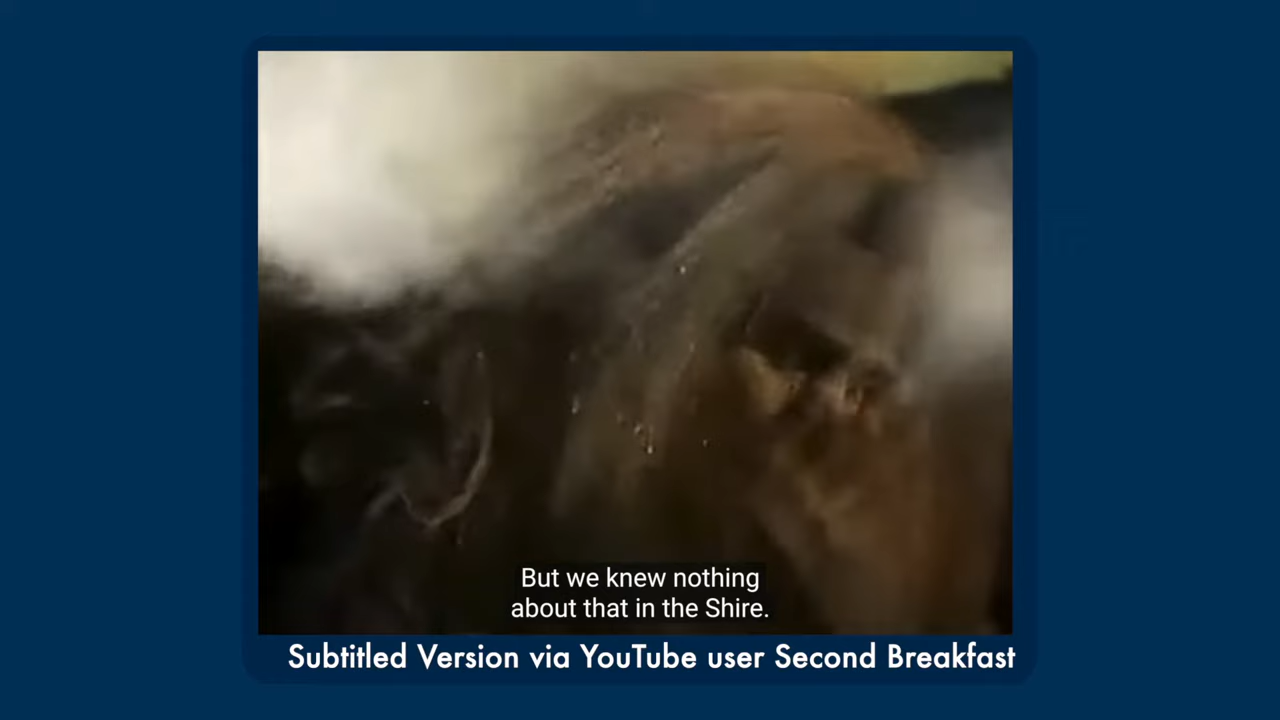 But we knew nothing
about that in the Shire.
Subtitled Version via YouTube user Second Breakfast